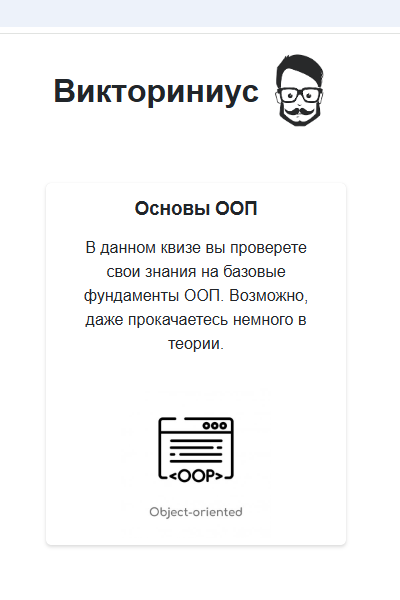 Викториниус
Основы ООП
В данном квизе вы проверете
свои знания на базовые
фундаменты ООП. Возможно,
даже прокачаетесь немного в
теории.
<OOP>
Object-oriented